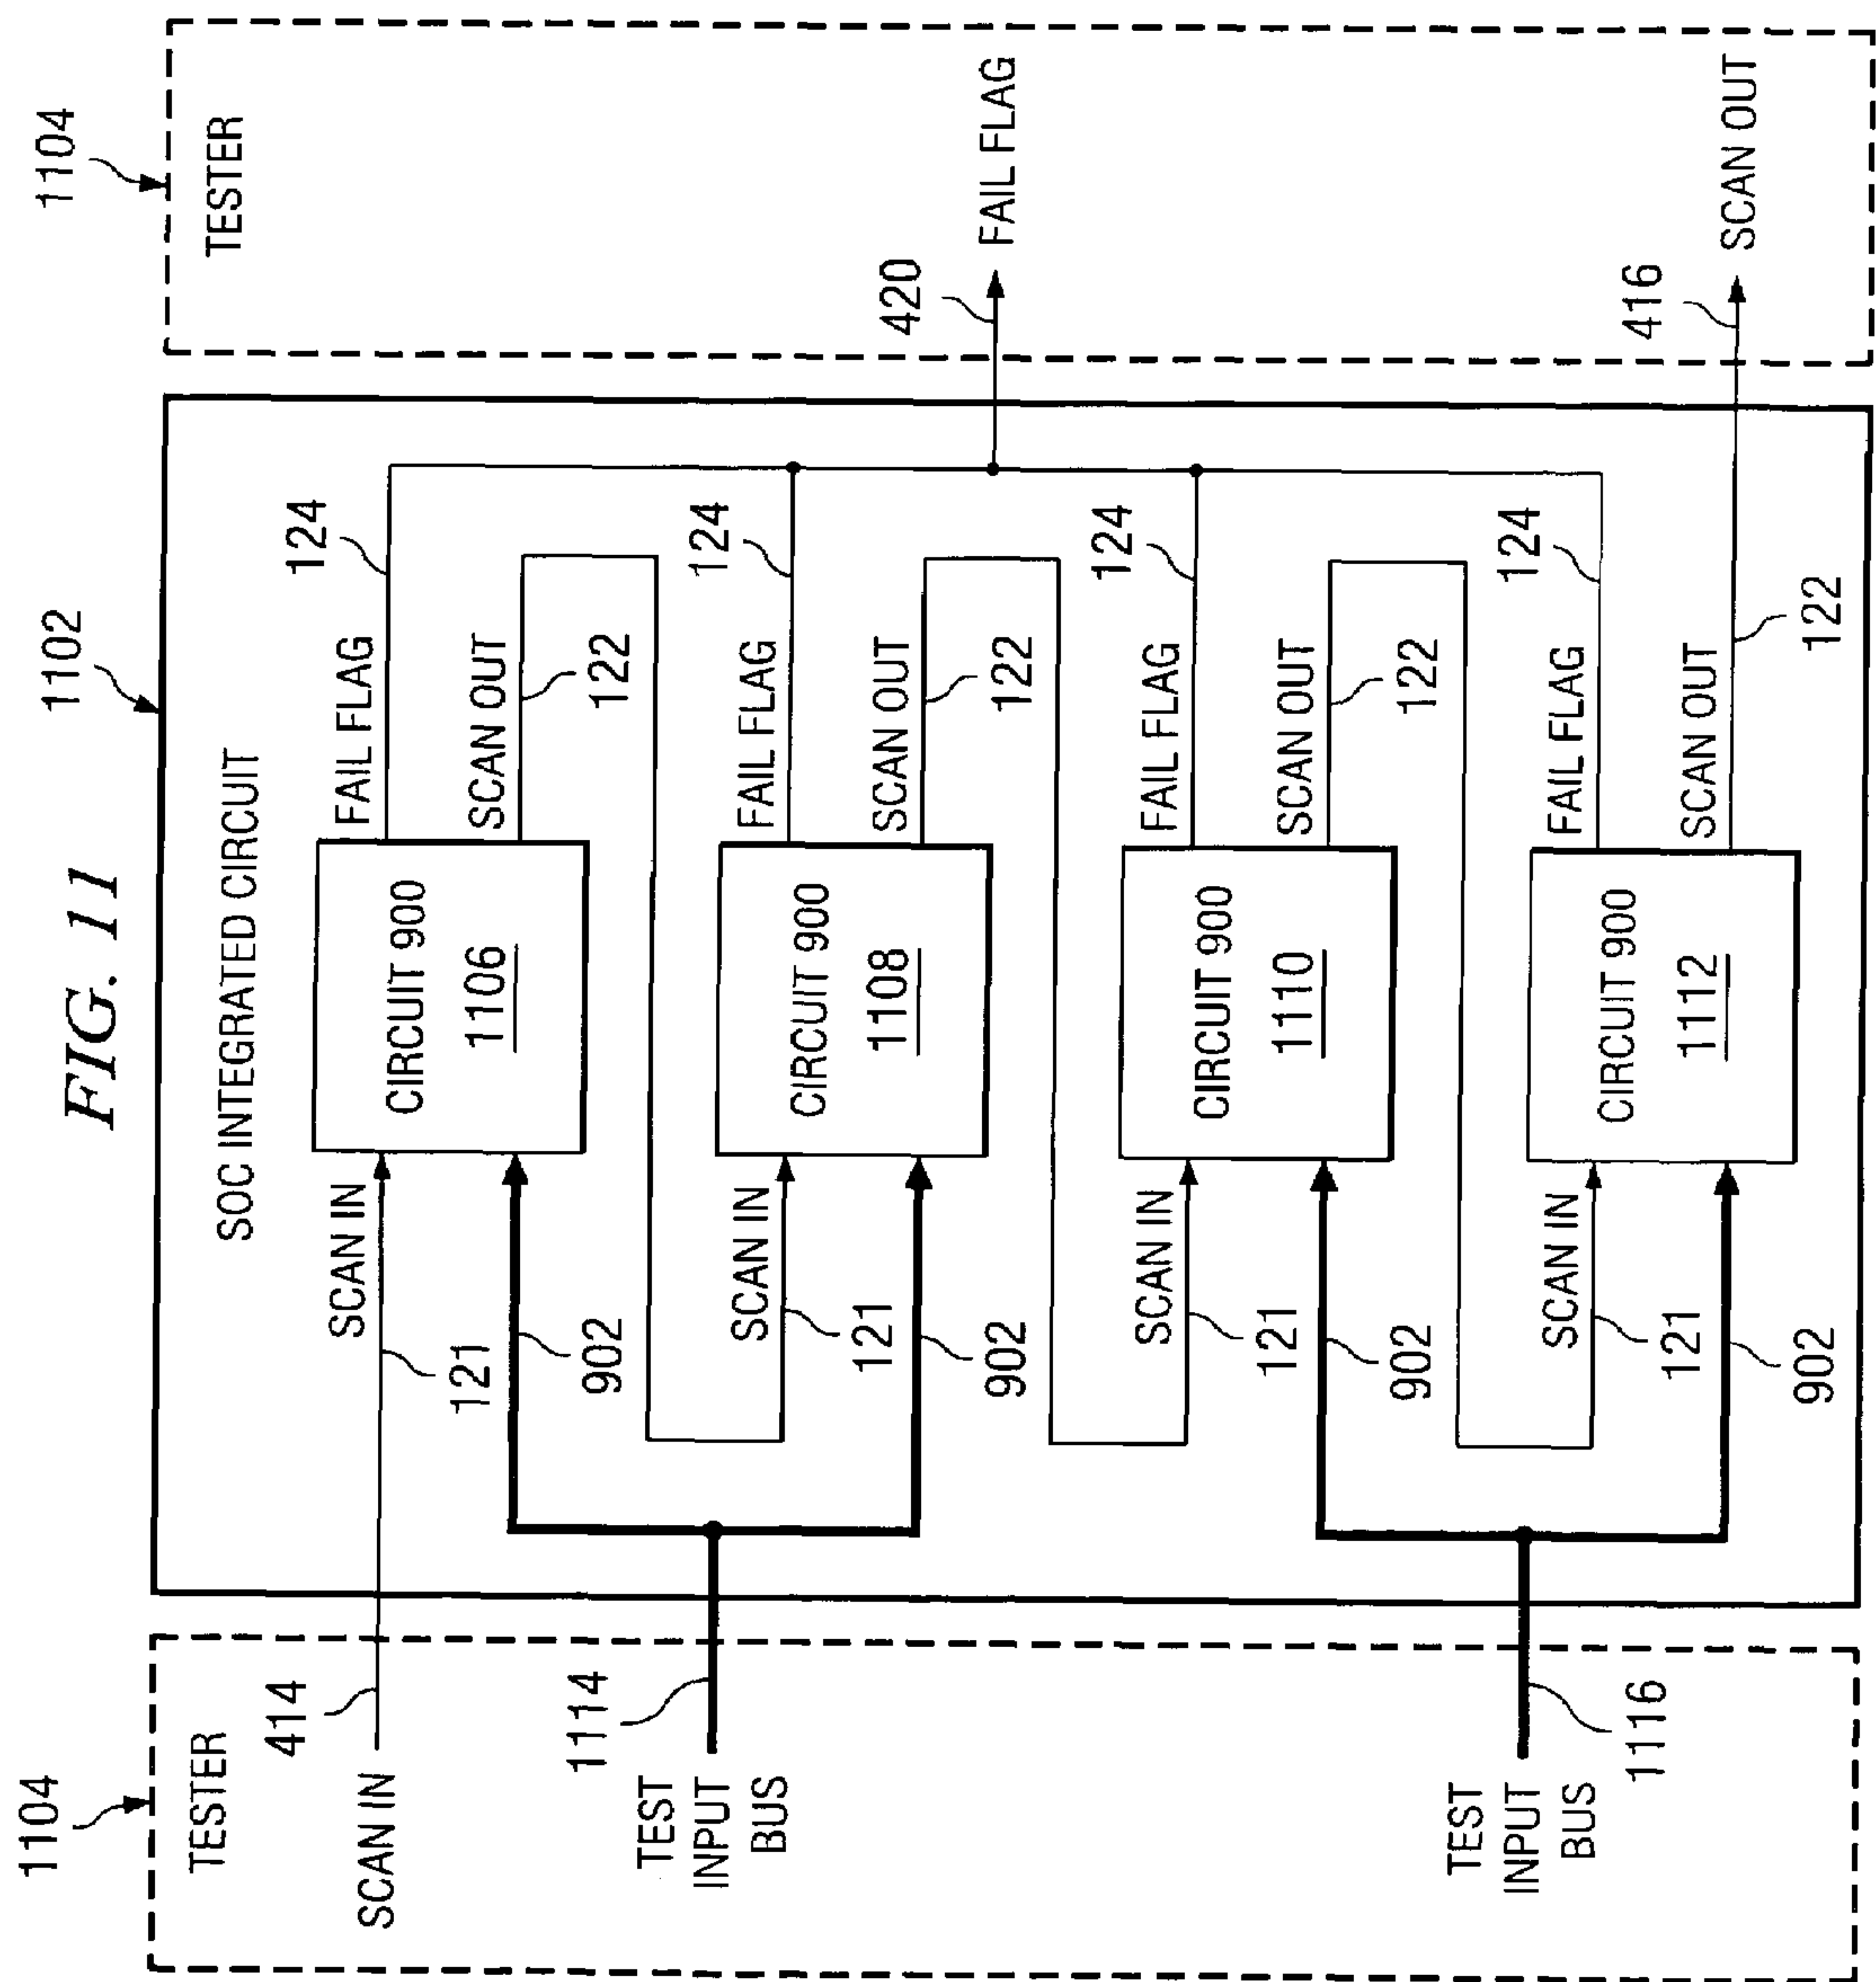 FIG. 11
1104
TESTER
SCAN IN
414
TEST
INPUT
BUS
1114
TEST
INPUT
BUS
1116
1102
SOC INTEGRATED CIRCUIT
SCAN IN
121
902
CIRCUIT 900
1106
FAIL FLAG
124
SCAN OUT
122
SCAN IN
121
902
CIRCUIT 900
1108
FAIL FLAG
124
SCAN OUT
122
SCAN IN
121
902
CIRCUIT 900
1110
FAIL FLAG
124
SCAN OUT
122
SCAN IN
121
902
CIRCUIT 900
1112
FAIL FLAG
124
SCAN OUT
122
1104
TESTER
420
FAIL FLAG
416
SCAN OUT